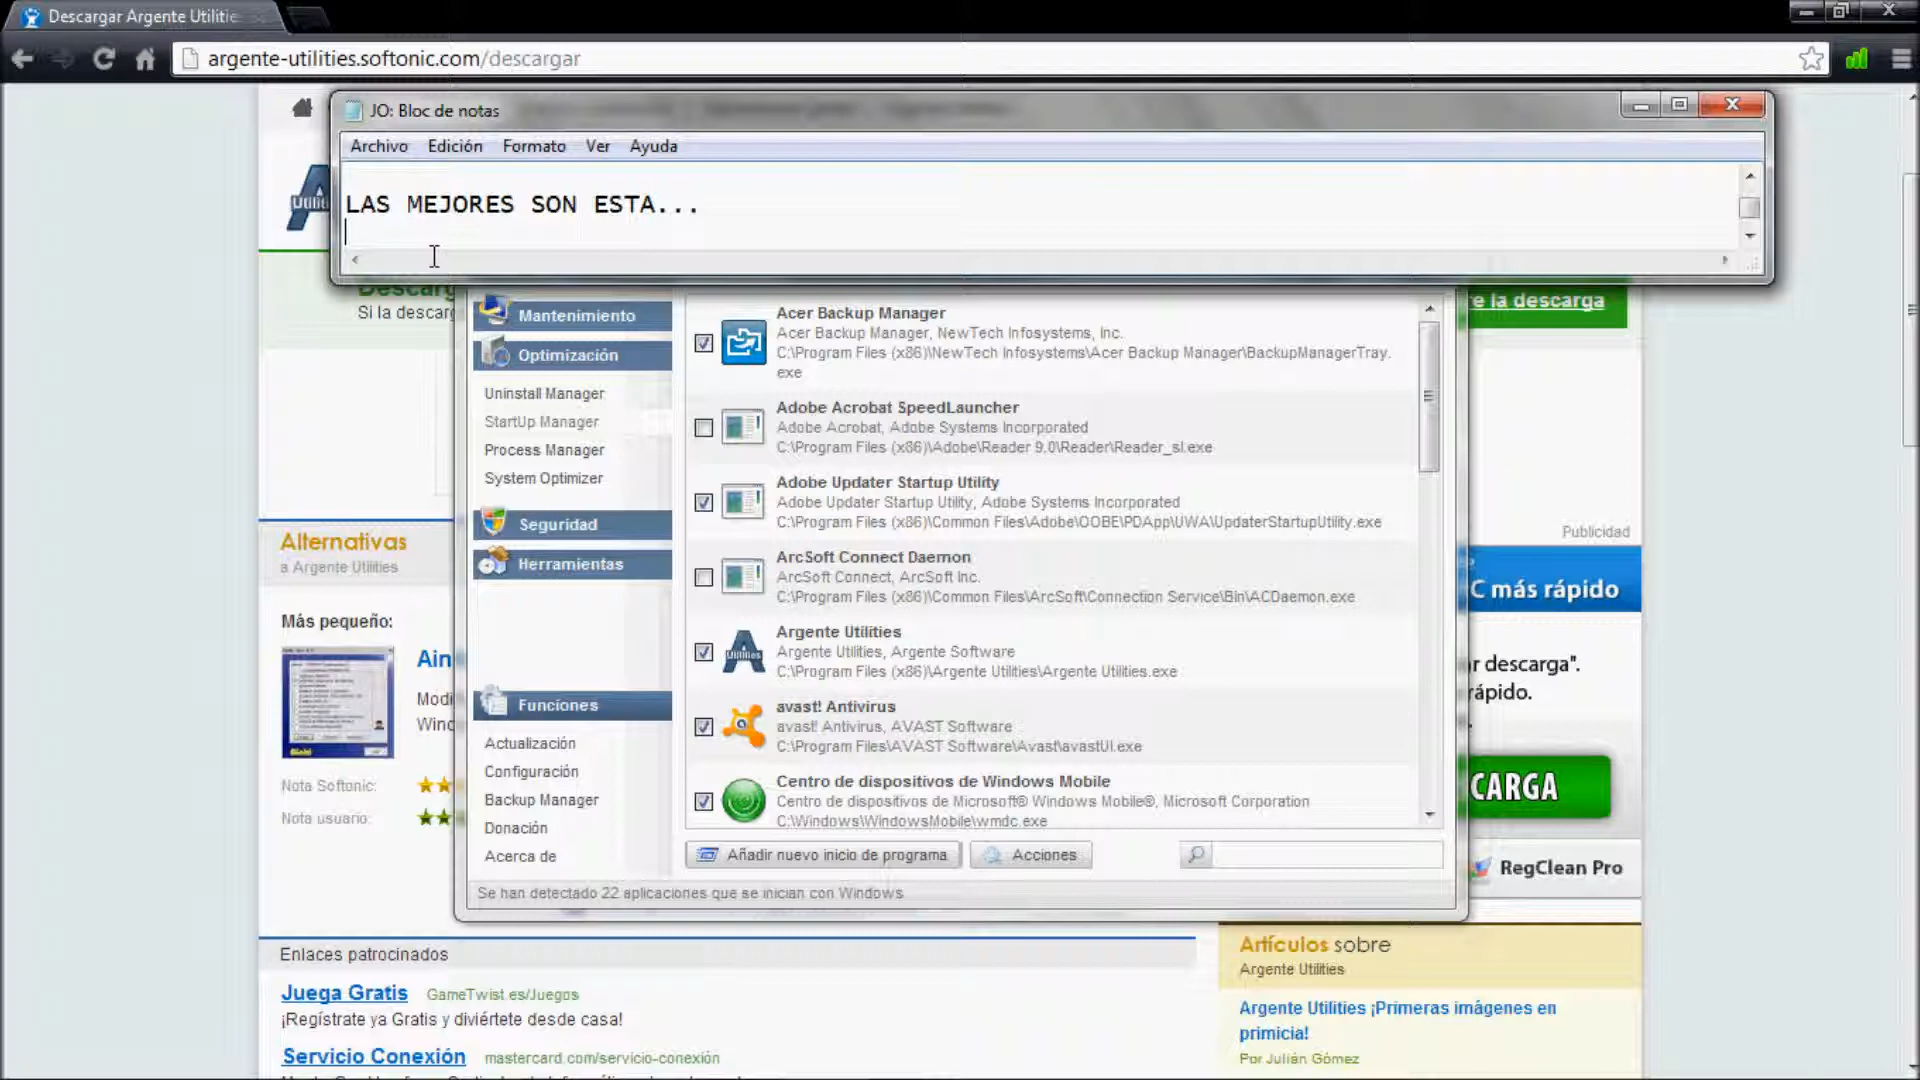 Descargar Argente Utilitie
argente-utilities.softonic.com/descargar
JO: Bloc de notas
Archivo Edición Formato Ver Ayuda
LAS MEJORES SON ESTA...
Utiliti
Descarg
Si la descarg
e la descarga
Mantenimiento
Optimización
Uninstall Manager
StartUp Manager
Process Manager
System Optimizer
Seguridad
Herramientas
Funciones
Actualización
Configuración
Backup Manager
Donación
Acerca de
Acer Backup Manager
Acer Backup Manager, NewTech Infosystems, Inc.
C:\Program Files (x86)\NewTech Infosystems\Acer Backup Manager\BackupManagerTray.
exe
Adobe Acrobat SpeedLauncher
Adobe Acrobat, Adobe Systems Incorporated
C:\Program Files (x86)\Adobe\Reader 9.0\Reader\Reader_sl.exe
Adobe Updater Startup Utility
Adobe Updater Startup Utility, Adobe Systems Incorporated
C:\Program Files (x86)\Common Files\Adobe\OOBE\PDApp\UWA\UpdaterStartupUtility.exe
ArcSoft Connect Daemon
ArcSoft Connect, ArcSoft Inc.
C:\Program Files (x86)\Common Files\ArcSoft\Connection Service\Bin\ACDaemon.exe
Argente Utilities
Argente Utilities, Argente Software
C:\Program Files (x86)\Argente Utilities\Argente Utilities.exe
avast! Antivirus
avast! Antivirus, AVAST Software
C:\Program Files\AVAST Software\Avast\avastUI.exe
Centro de dispositivos de Windows Mobile
Centro de dispositivos de Microsoft® Windows Mobile®, Microsoft Corporation
C:\Windows\WindowsMobile\wmdc.exe
Añadir nuevo inicio de programa
Acciones
Se han detectado 22 aplicaciones que se inician con Windows
Alternativas
a Argente Utilities
Más pequeño:
Ain
Modi
Winc
Nota Softonic:
Nota usuario:
Publicidad
C más rápido
r descarga".
rápido.
CARGA
RegClean Pro
Enlaces patrocinados
Juega Gratis GameTwist.es/Juegos
¡Regístrate ya Gratis y diviértete desde casa!
Servicio Conexión mastercard.com/servicio-conexión
Artículos sobre
Argente Utilities
Argente Utilities ¡Primeras imágenes en
primicia!
Por Julián Gómez